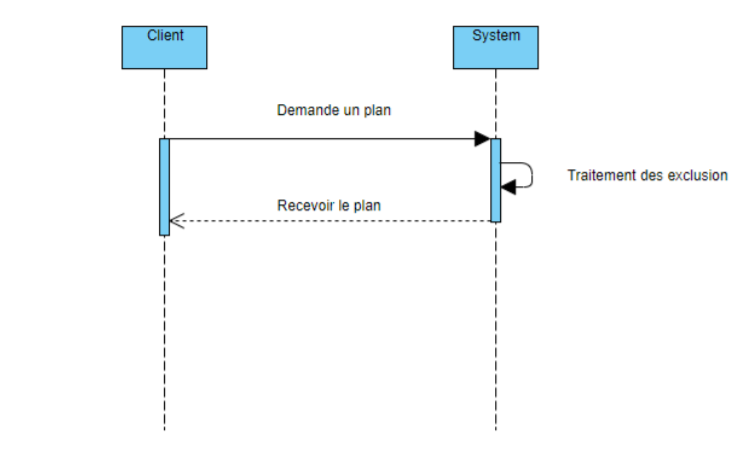 Client
System
Demande un plan
Traitement des exclusion
Recevoir le plan